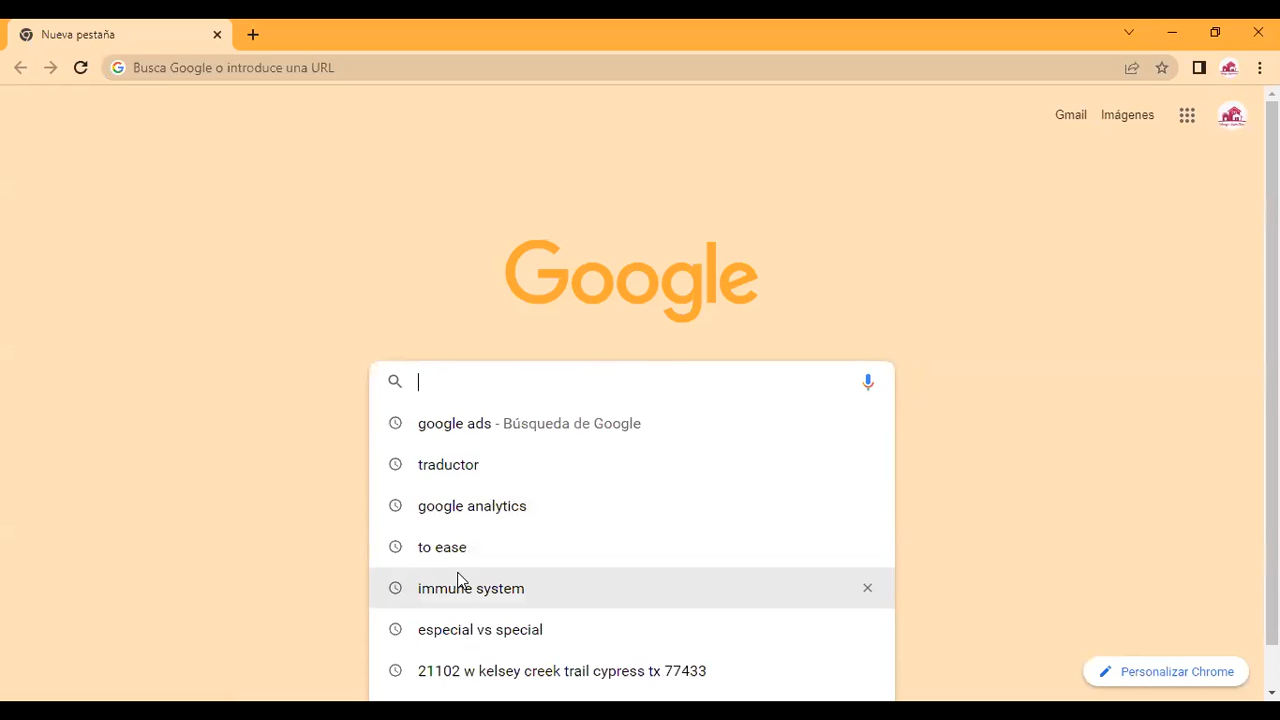 Nueva pestaña
Busca Google o introduce una URL
Gmail Imágenes
Google
google ads - Búsqueda de Google
traductor
google analytics
to ease
immune system
especial vs special
21102 w kelsey creek trail cypress tx 77433
Personalizar Chrome